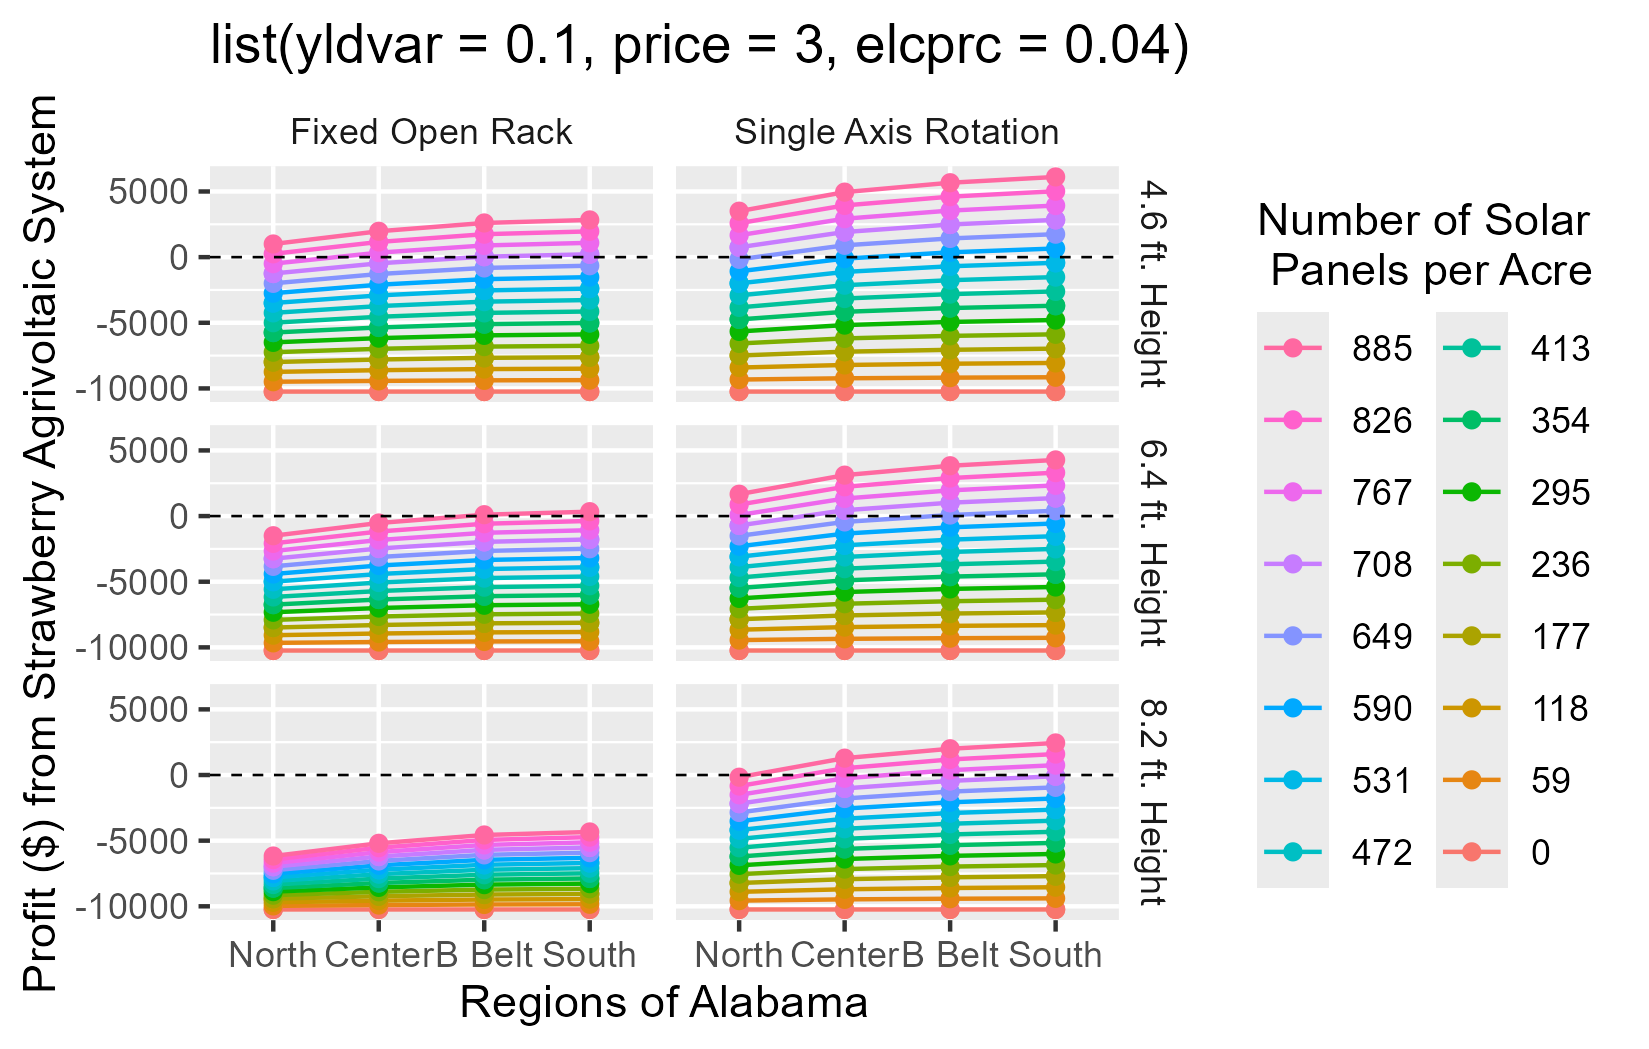 list(yldvar = 0.1, price = 3, elcprc = 0.04)
Profit ($) from Strawberry Agrivoltaic System
Fixed Open Rack
Single Axis Rotation
5000
0
-5000
-10000
4.6 ft. Height
5000
0
-5000
-10000
6.4 ft. Height
5000
0
-5000
-10000
8.2 ft. Height
North Center B Belt South
North Center B Belt South
Regions of Alabama
Number of Solar
Panels per Acre
885 413
826 354
767 295
708 236
649 177
590 118
531 59
472 0